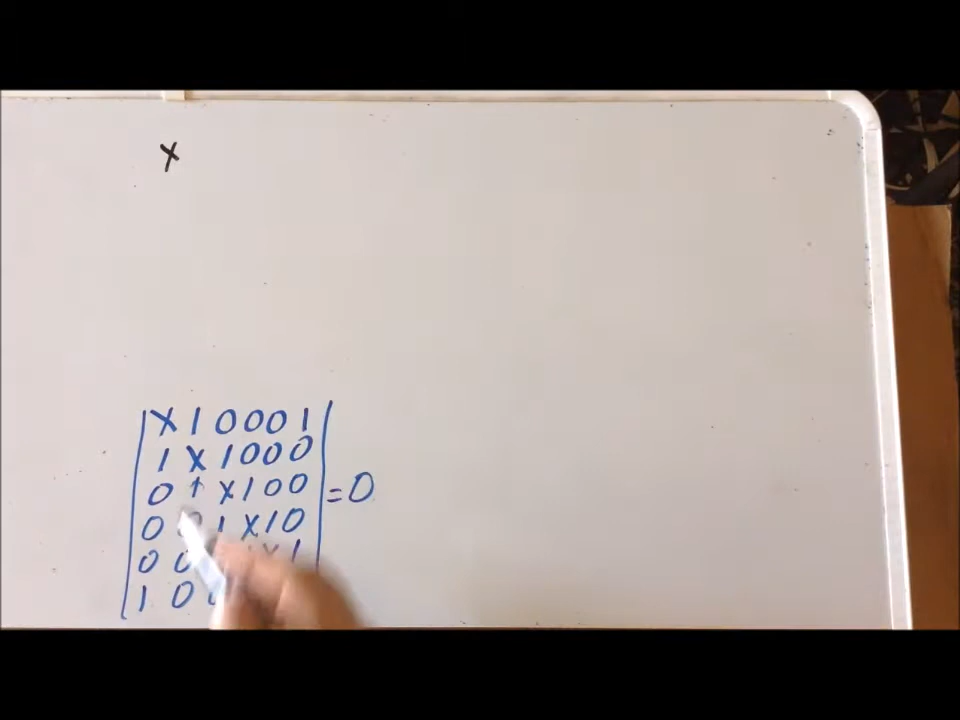 x
x 1 0 0 0 1
1 x 1 0 0 0
0 1 x 1 0 0 = 0
0 0 1 x 1 0
0 0 x 1
1 0